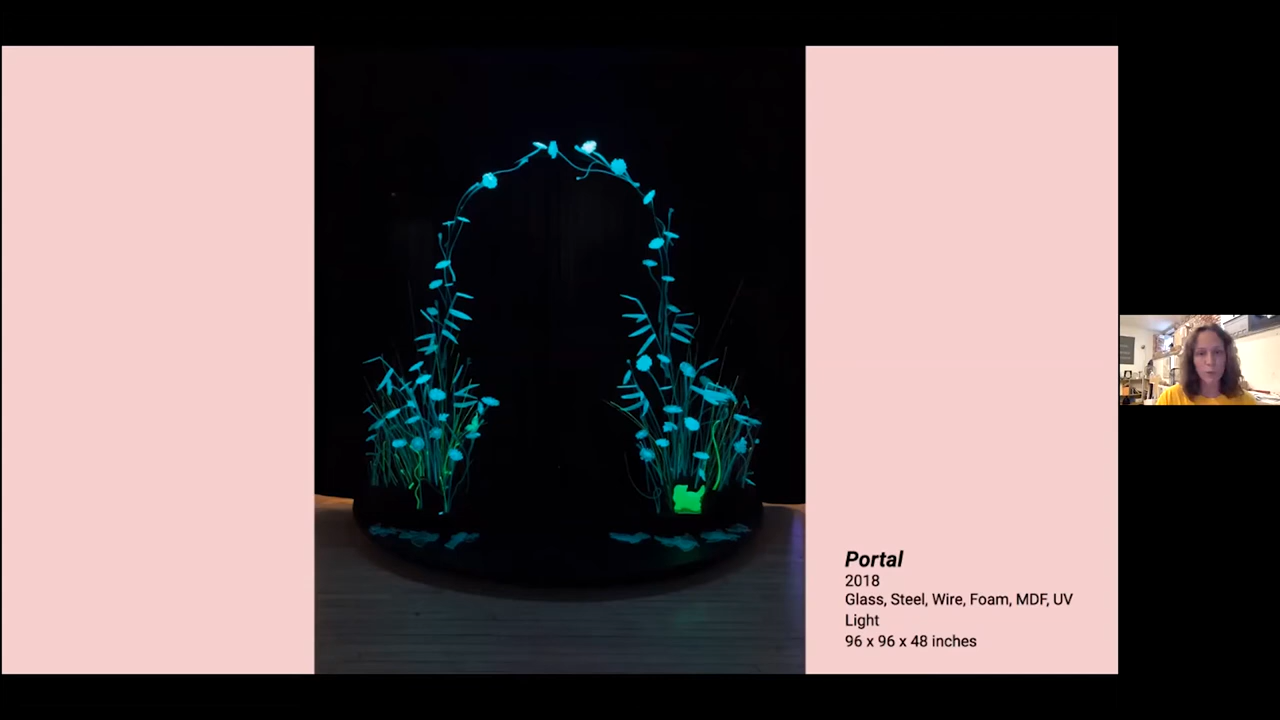 Portal
2018
Glass, Steel, Wire, Foam, MDF, UV
Light
96 x 96 x 48 inches